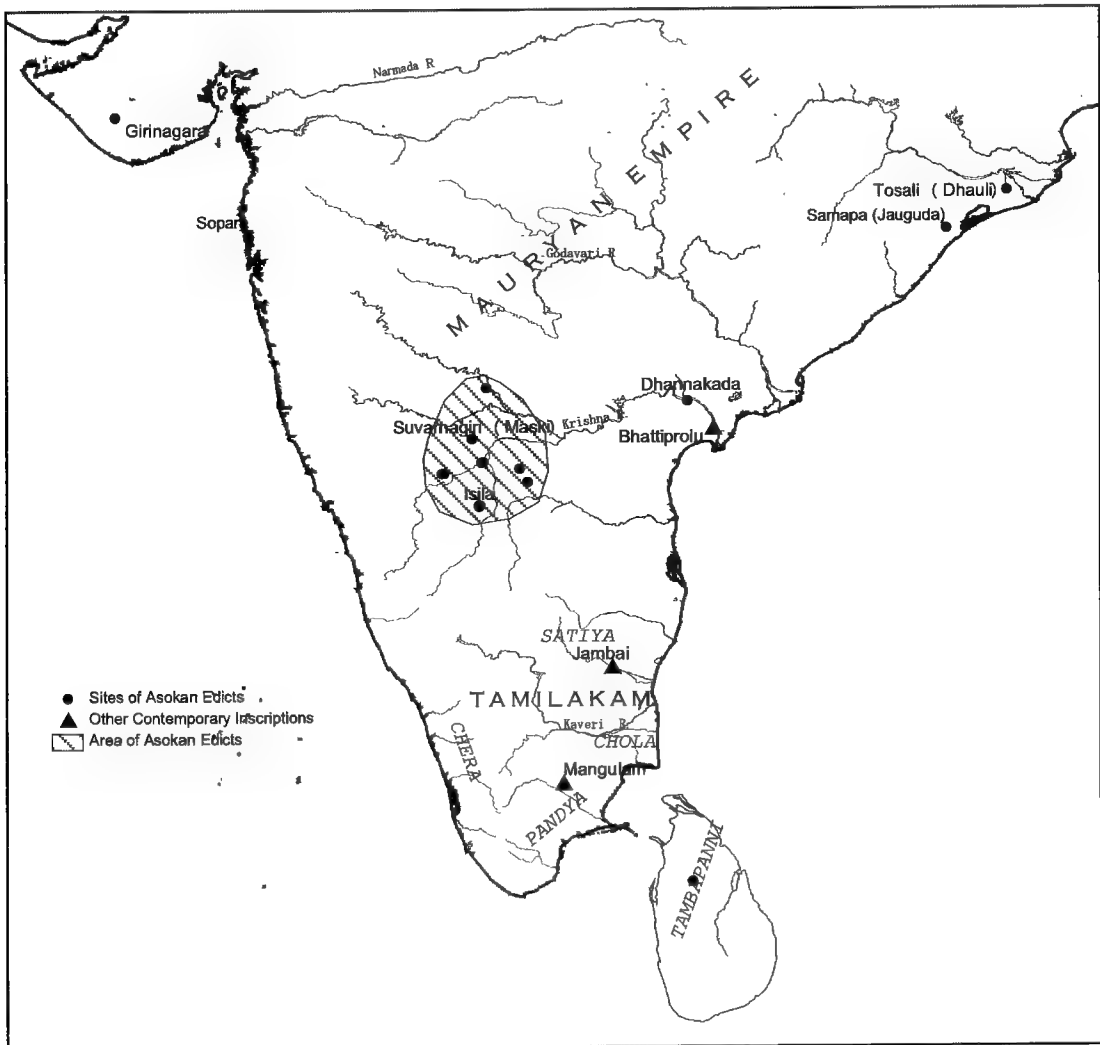 Narmada R
Girinagara
MAURYAN EMPIRE
Tosali ( Dhauli)
Samapa (Jauguda)
Sopara
Godavari R
Dhannakada
Suvarnagiri ( Maski)
Krishna R
Bhattiprolu
Isila
SATIYA
Jambai
TAMILAKAM
Kaveri R
CHOLA
CHERA
Mangulam
PANDYA
TAMBAPANNI
Sites of Asokan Edicts
Other Contemporary Inscriptions
Area of Asokan Edicts